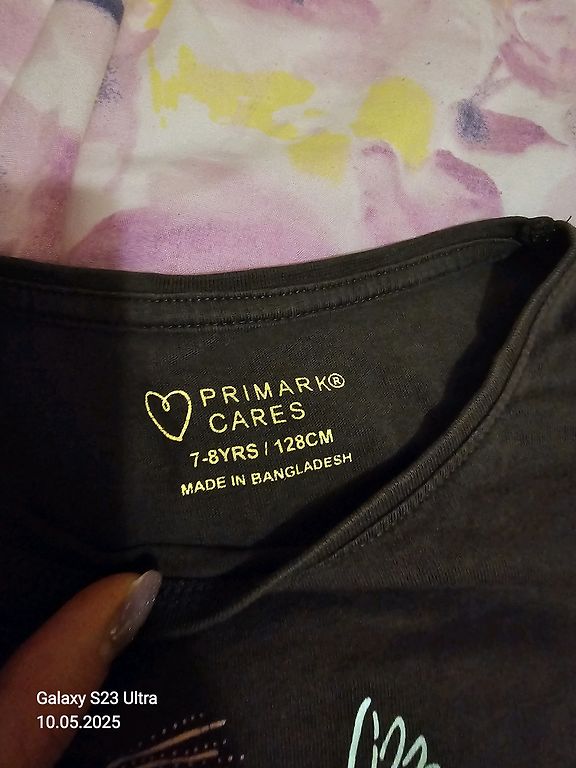 PRIMARK®
CARES
7-8YRS / 128CM
MADE IN BANGLADESH
Galaxy S23 Ultra
10.05.2025